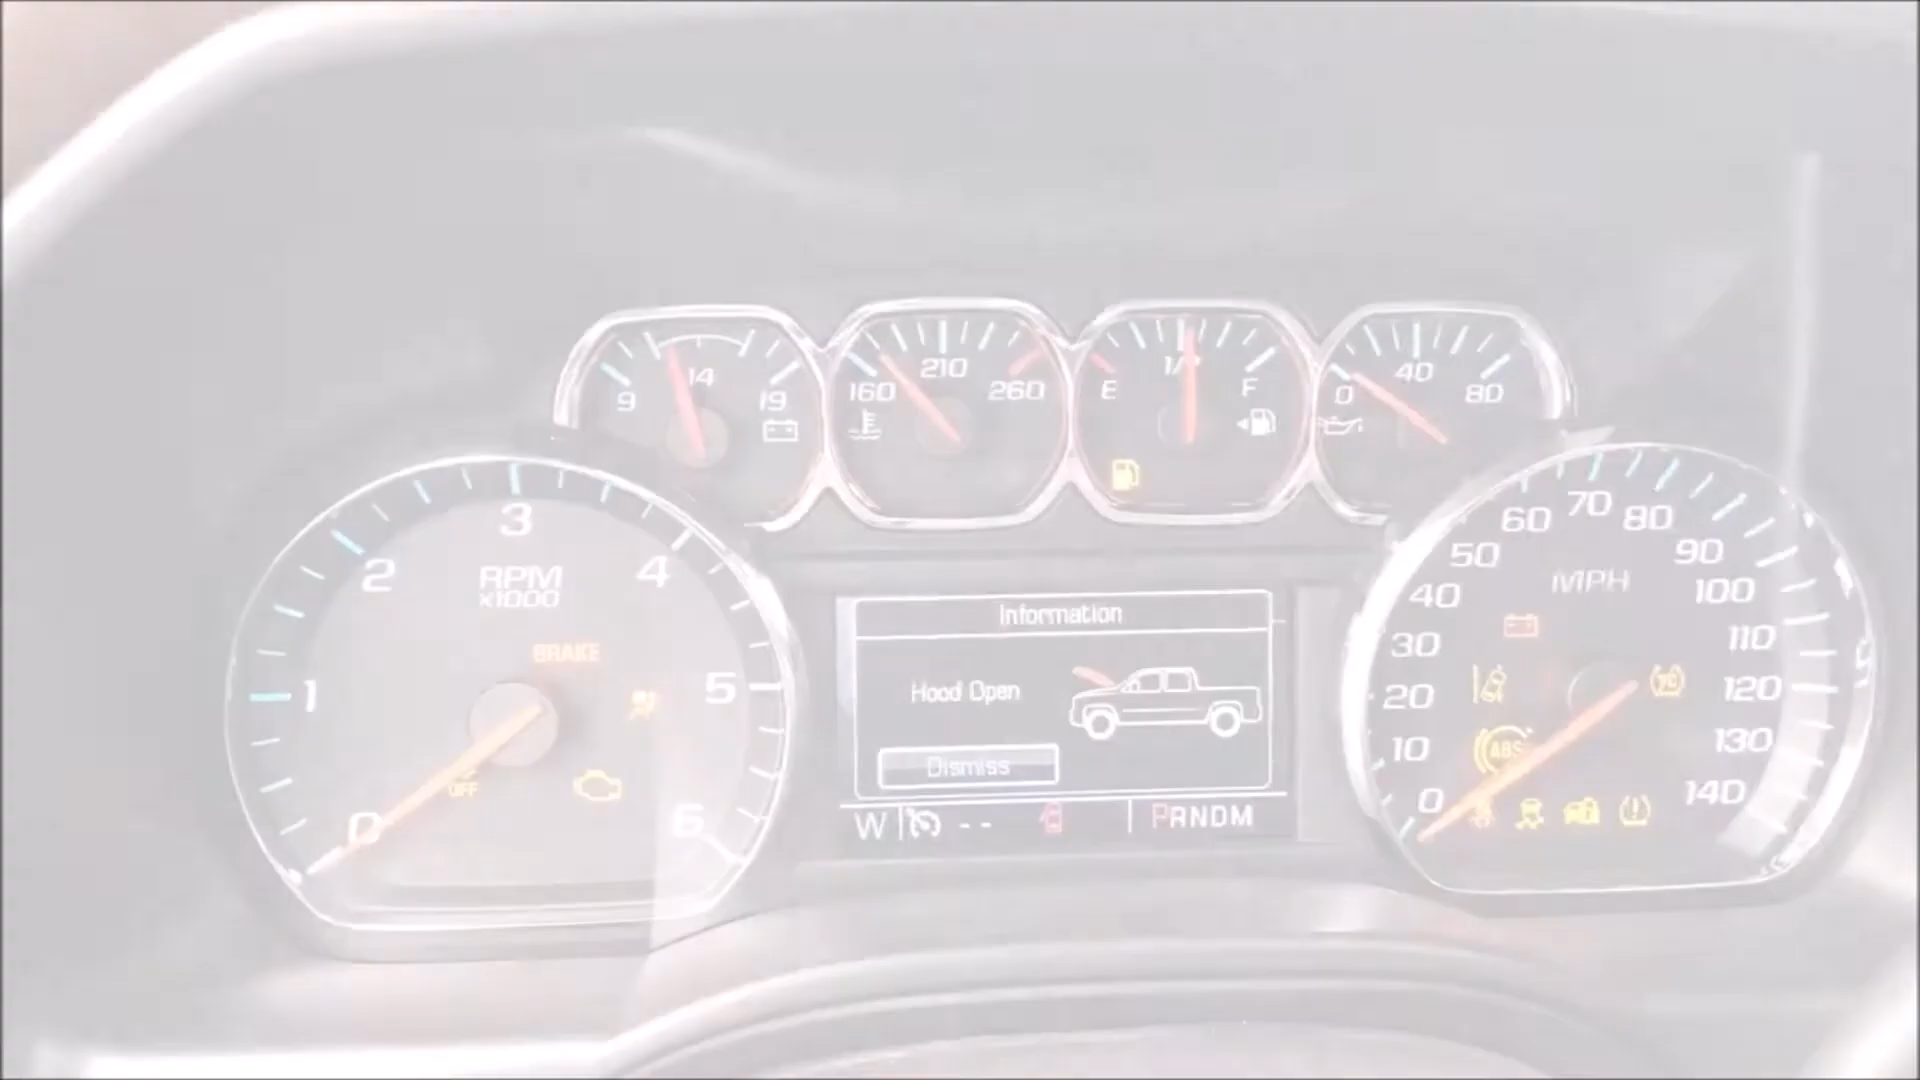 9 14 19
160 210 260
E 1/ F
0 40 80
0 1 2 3 4 5 6
RPM
x1000
BRAKE
OFF
Information
Hood Open
Dismiss
W -- PRNDM
0 10 20 30 40 50 60 70 80 90 100 110 120 130 140
MPH
ABS